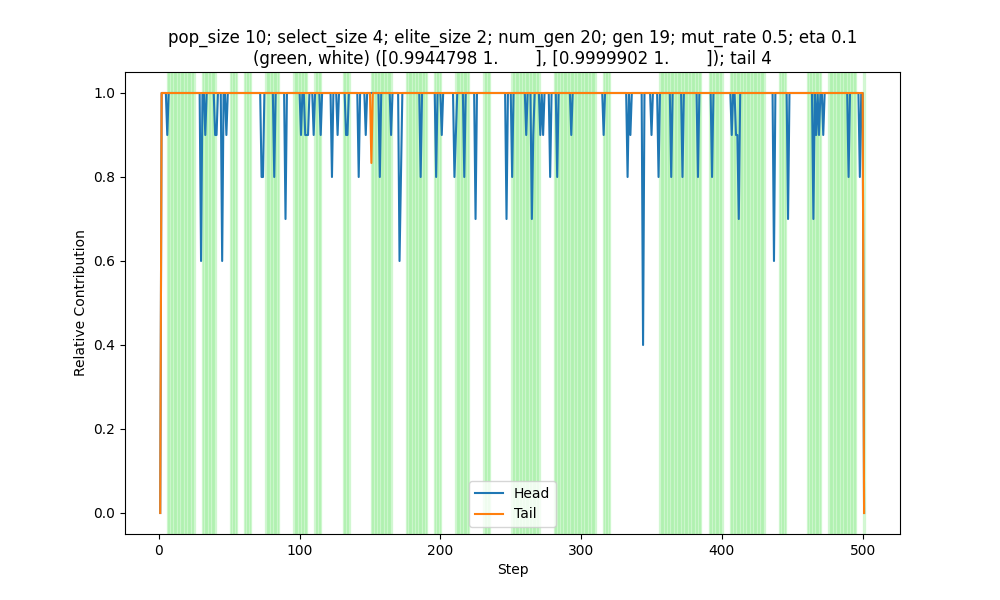 pop_size 10; select_size 4; elite_size 2; num_gen 20; gen 19; mut_rate 0.5; eta 0.1
(green, white) ([0.9944798 1.        ], [0.9999902 1.        ]); tail 4
1.0
0.8
0.6
0.4
0.2
0.0
Relative Contribution
Head
Tail
0 100 200 300 400 500
Step